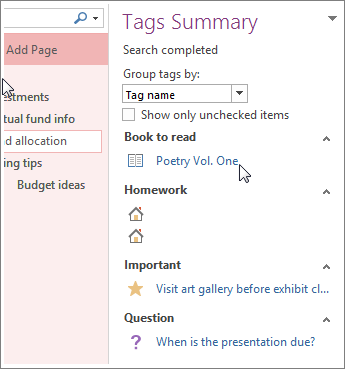 Add Page
estments
tual fund info
d allocation
ing tips
Budget ideas
Tags Summary
Search completed
Group tags by:
Tag name
Show only unchecked items
Book to read
Poetry Vol. One
Homework
Important
Visit art gallery before exhibit cl...
Question
? When is the presentation due?